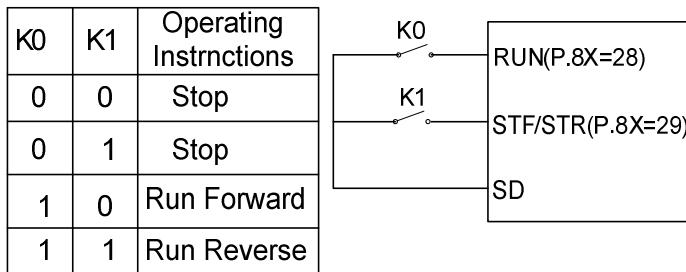 K0 K1 Operating
Instrnctions
0 0 Stop
0 1 Stop
1 0 Run Forward
1 1 Run Reverse
K0
RUN(P.8X=28)
K1
STF/STR(P.8X=29)
SD